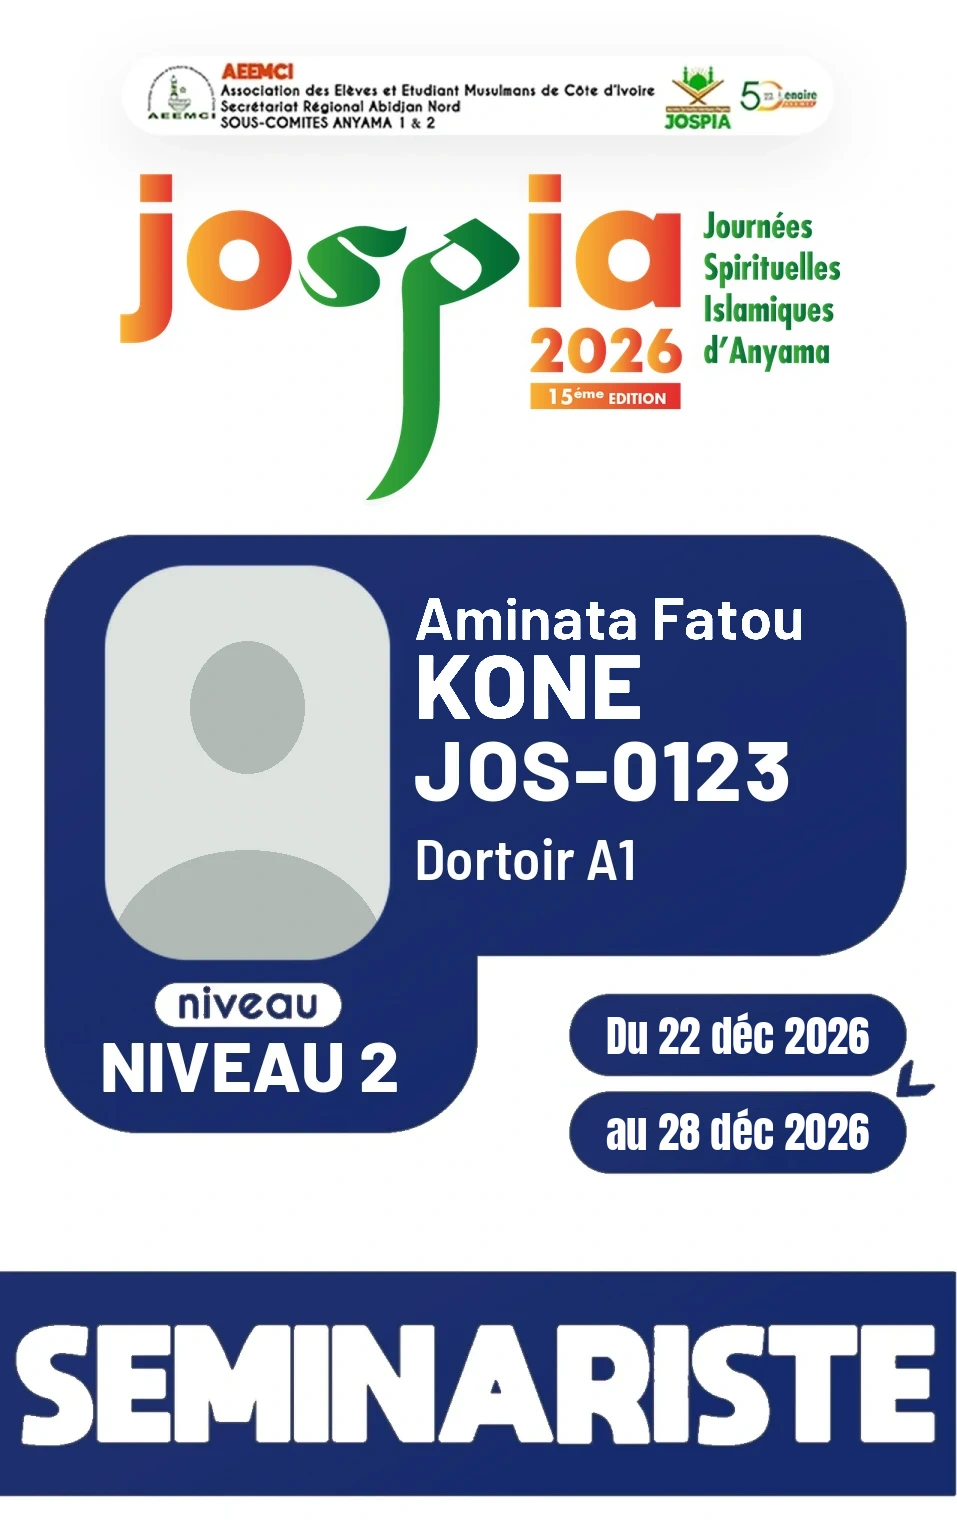 AEEMCI
Association des Elèves et Etudiant Musulmans de Côte d'Ivoire
Secrétariat Régional Abidjan Nord
SOUS-COMITES ANYAMA 1 & 2
AEEMCI
JOSPIA
jospia
2026
15ème EDITION
Journées
Spirituelles
Islamiques
d'Anyama
Aminata Fatou
KONE
JOS-0123
Dortoir A1
niveau
NIVEAU 2
Du 22 déc 2026
au 28 déc 2026
SEMINARISTE